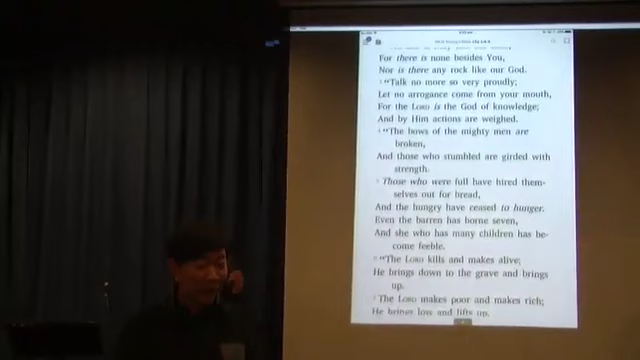 For there is none besides You,
Nor is there any rock like our God.
3 "Talk no more so very proudly;
Let no arrogance come from your mouth,
For the LORD is the God of knowledge;
And by Him actions are weighed.
4 "The bows of the mighty men are
broken,
And those who stumbled are girded with
strength.
5 Those who were full have hired them-
selves out for bread,
And the hungry have ceased to hunger.
Even the barren has borne seven,
And she who has many children has be-
come feeble.
6 "The LORD kills and makes alive;
He brings down to the grave and brings
up.
7 The LORD makes poor and makes rich;
He brings low and lifts up.